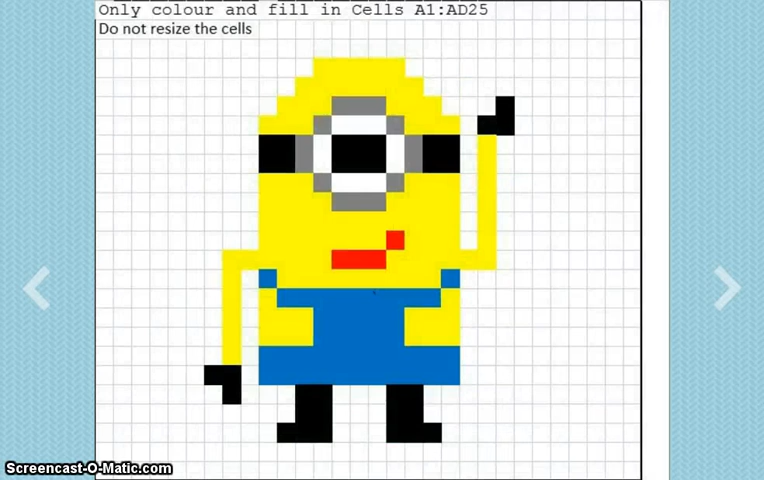 Only colour and fill in Cells A1:AD25
Do not resize the cells
Screencast-O-Matic.com